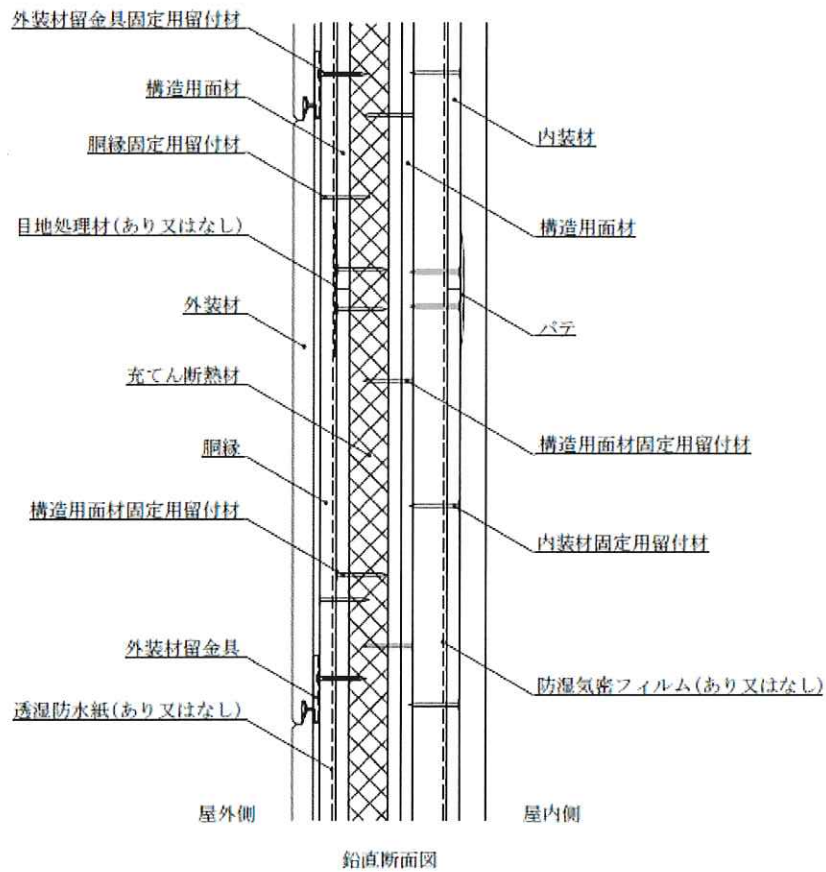 外装材留金具固定用留付材
構造用面材
胴縁固定用留付材
目地処理材(あり又はなし)
外装材
充てん断熱材
胴縁
構造用面材固定用留付材
外装材留金具
透湿防水紙(あり又はなし)
内装材
構造用面材
パテ
構造用面材固定用留付材
内装材固定用留付材
防湿気密フィルム(あり又はなし)
屋外側
屋内側
鉛直断面図